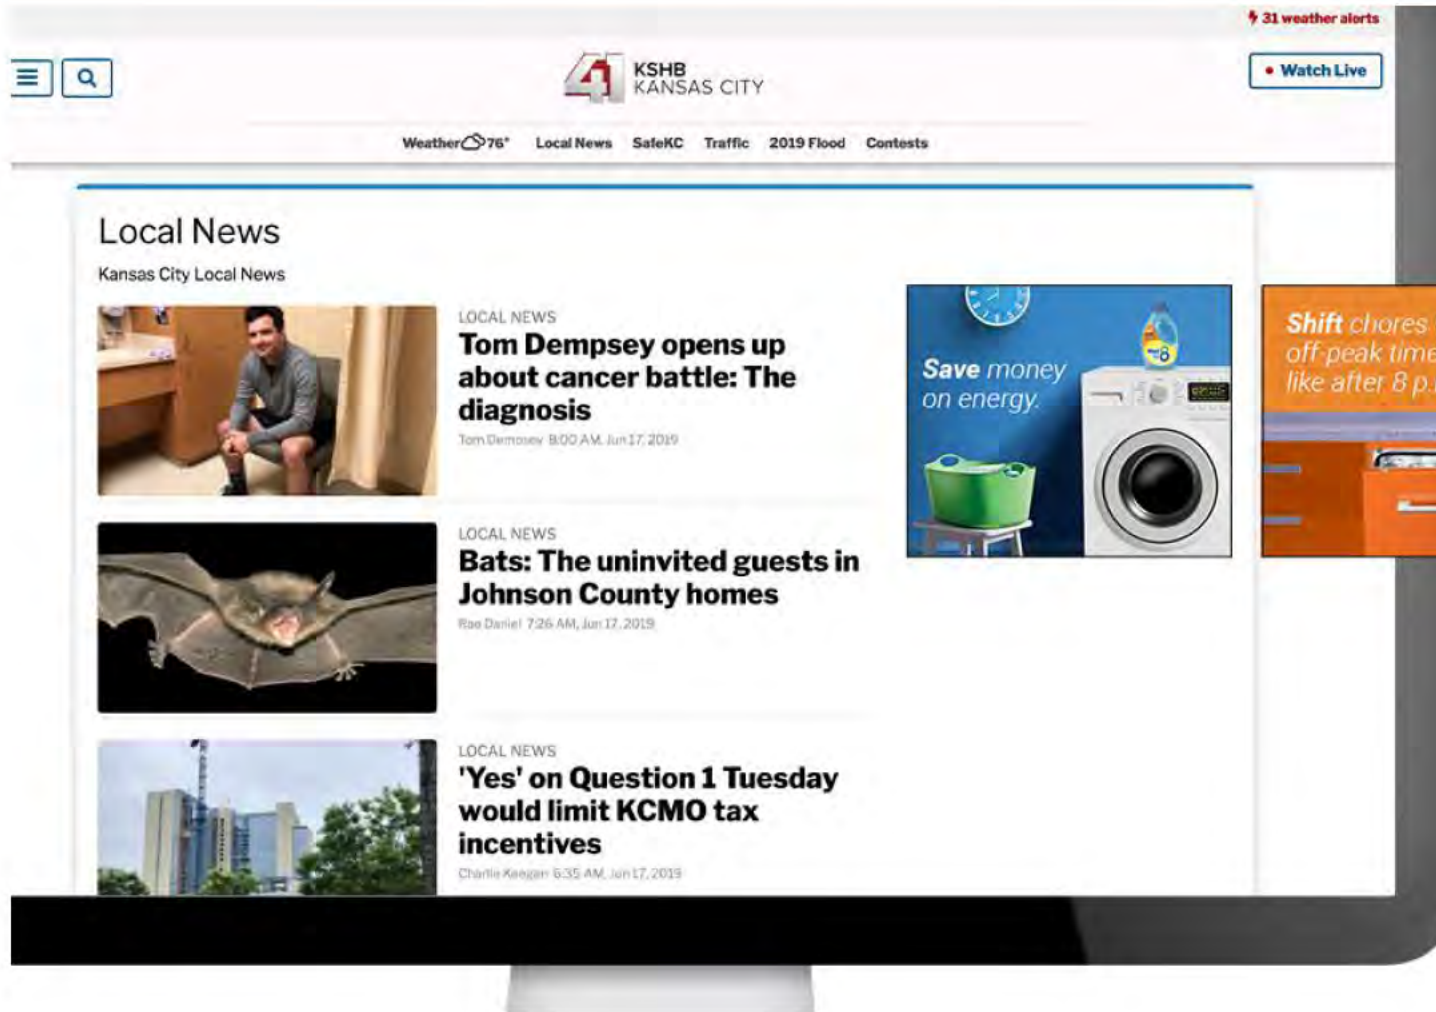 31 weather alerts
41
KSHB
KANSAS CITY
Watch Live
Weather 76°
Local News
SafeKC
Traffic
2019 Flood
Contests
Local News
Kansas City Local News
LOCAL NEWS
Tom Dempsey opens up
about cancer battle: The
diagnosis
Tom Dempsey 8:00 AM, Jun 17, 2019
LOCAL NEWS
Bats: The uninvited guests in
Johnson County homes
Rae Daniel 7:26 AM, Jun 17, 2019
LOCAL NEWS
'Yes' on Question 1 Tuesday
would limit KCMO tax
incentives
Charlie Keegan 6:35 AM, Jun 17, 2019
Save money
on energy.
8
Shift chores
off-peak time
like after 8 p.